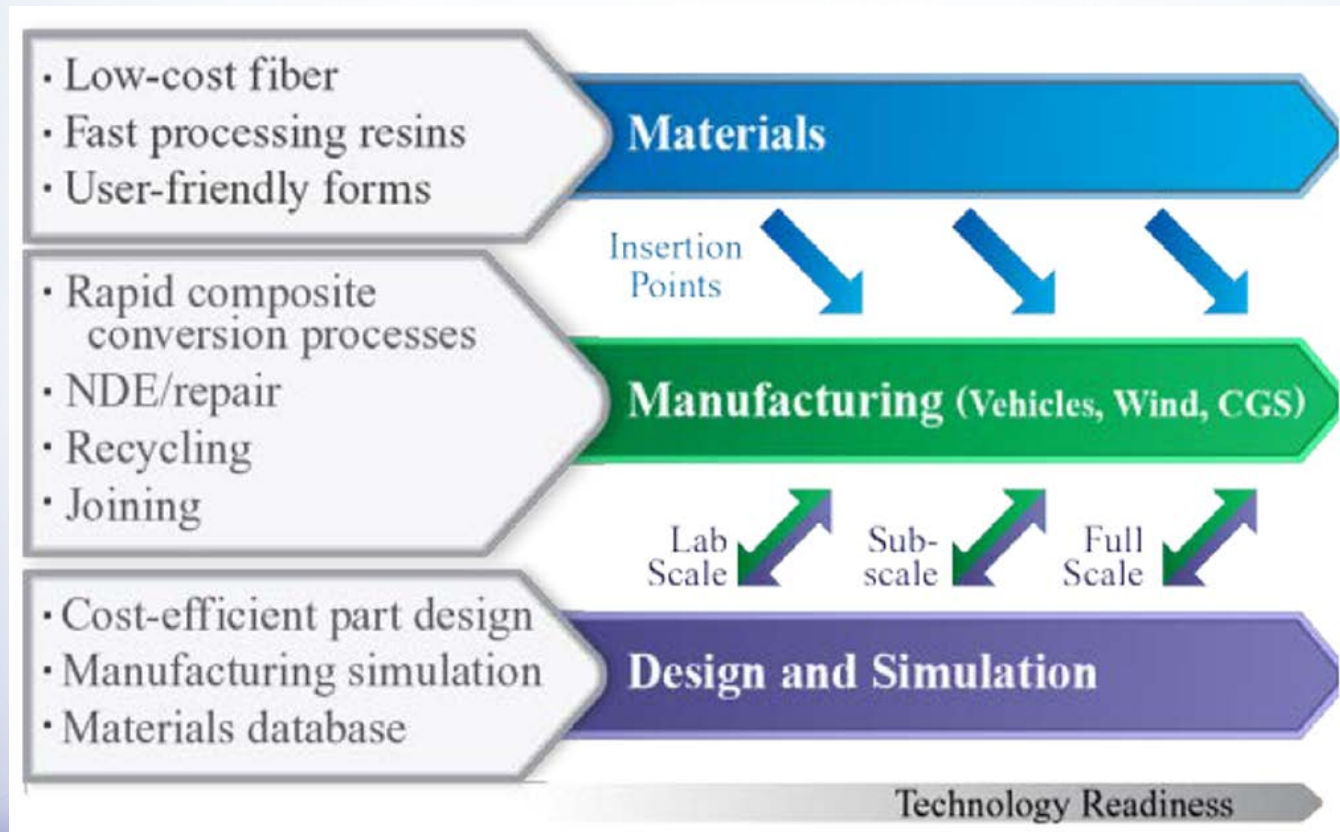 · Low-cost fiber
· Fast processing resins
· User-friendly forms
Materials
Insertion
Points
· Rapid composite
conversion processes
· NDE/repair
· Recycling
· Joining
Manufacturing (Vehicles, Wind, CGS)
Lab
Scale
Sub-
scale
Full
Scale
· Cost-efficient part design
· Manufacturing simulation
· Materials database
Design and Simulation
Technology Readiness